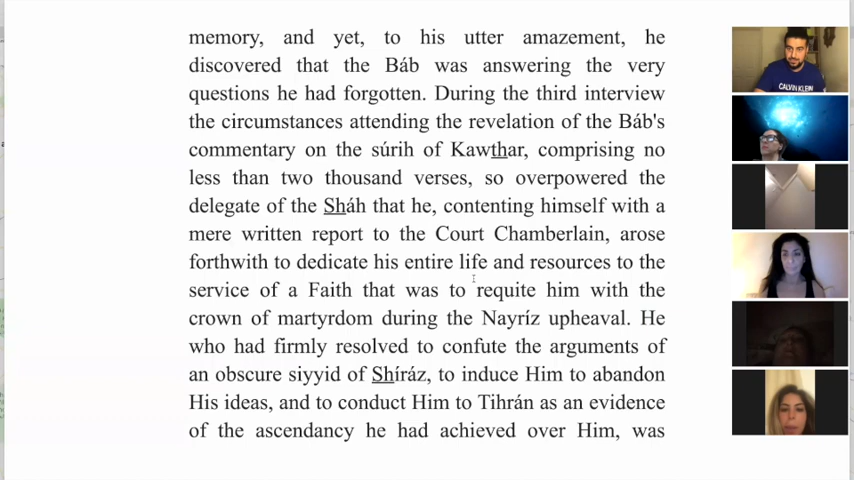 memory, and yet, to his utter amazement, he
discovered that the Báb was answering the very
questions he had forgotten. During the third interview
the circumstances attending the revelation of the Báb's
commentary on the súrih of Kawthar, comprising no
less than two thousand verses, so overpowered the
delegate of the Sháh that he, contenting himself with a
mere written report to the Court Chamberlain, arose
forthwith to dedicate his entire life and resources to the
service of a Faith that was to requite him with the
crown of martyrdom during the Nayríz upheaval. He
who had firmly resolved to confute the arguments of
an obscure siyyid of Shíráz, to induce Him to abandon
His ideas, and to conduct Him to Tihrán as an evidence
of the ascendancy he had achieved over Him, was
CALVIN KLEIN